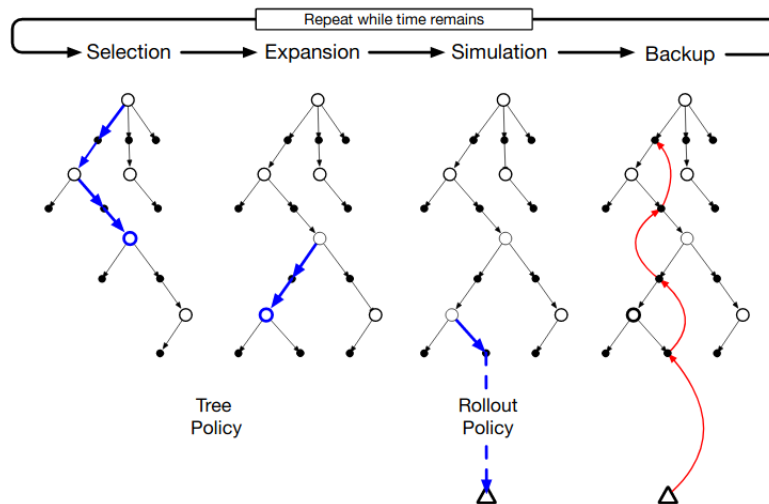 Repeat while time remains
Selection
Expansion
Simulation
Backup
Tree
Policy
Rollout
Policy